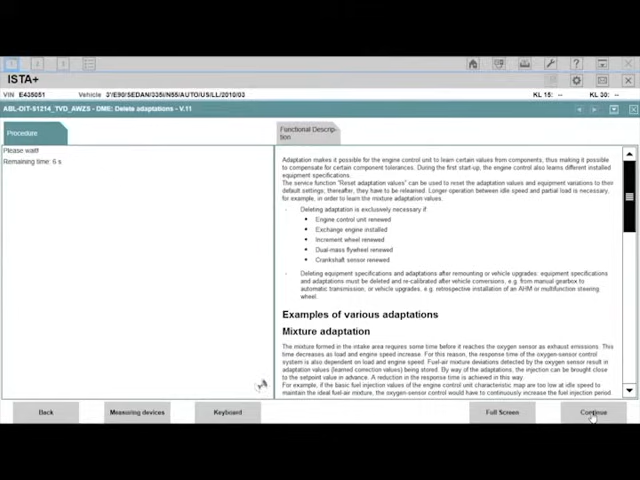 1 2 3
ISTA+
VIN E435051 Vehicle 3'/E90/SEDAN/335i/N55/AUTO/US/LL/2010/03 KL 15: -- KL 30: --
ABL-DIT-S1214_TVD_AWZS - DME: Delete adaptations - V.11
Procedure
Functional Descrip-
tion
Please wait!
Remaining time: 6 s
Adaptation makes it possible for the engine control unit to learn certain values from components, thus making it possible
to compensate for certain component tolerances. During the first start-up, the engine control also learns different installed
equipment specifications.
The service function "Reset adaptation values" can be used to reset the adaptation values and equipment variations to their
default settings; thereafter, they have to be relearned. Longer operation between idle speed and partial load is necessary,
for example, in order to learn the mixture adaptation values.
- Deleting adaptation is exclusively necessary if
• Engine control unit renewed
• Exchange engine installed
• Increment wheel renewed
• Dual-mass flywheel renewed
• Crankshaft sensor renewed
- Deleting equipment specifications and adaptations after remounting or vehicle upgrades: equipment specifications
and adaptations must be deleted and re-calibrated after vehicle conversions, e.g. from manual gearbox to
automatic transmission, or vehicle upgrades, e.g. retrospective installation of an AHM or multifunction steering
wheel.
Examples of various adaptations
Mixture adaptation
The mixture formed in the intake area requires some time before it reaches the oxygen sensor as exhaust emissions. This
time decreases as load and engine speed increase. For this reason, the response time of the oxygen-sensor control
system is also dependent on load and engine speed. Fuel-air mixture deviations detected by the oxygen sensor result in
adaptation values (learned correction values) being stored. By way of the adaptations, the injection can be brought close
to the setpoint value in advance. A reduction in the response time is achieved in this way.
For example, if the basic fuel injection values of the engine control unit characteristic map are too low at idle speed to
maintain the ideal fuel-air mixture, the oxygen-sensor control would have to continuously increase the fuel injection period.
Back Measuring devices Keyboard Full Screen Continue